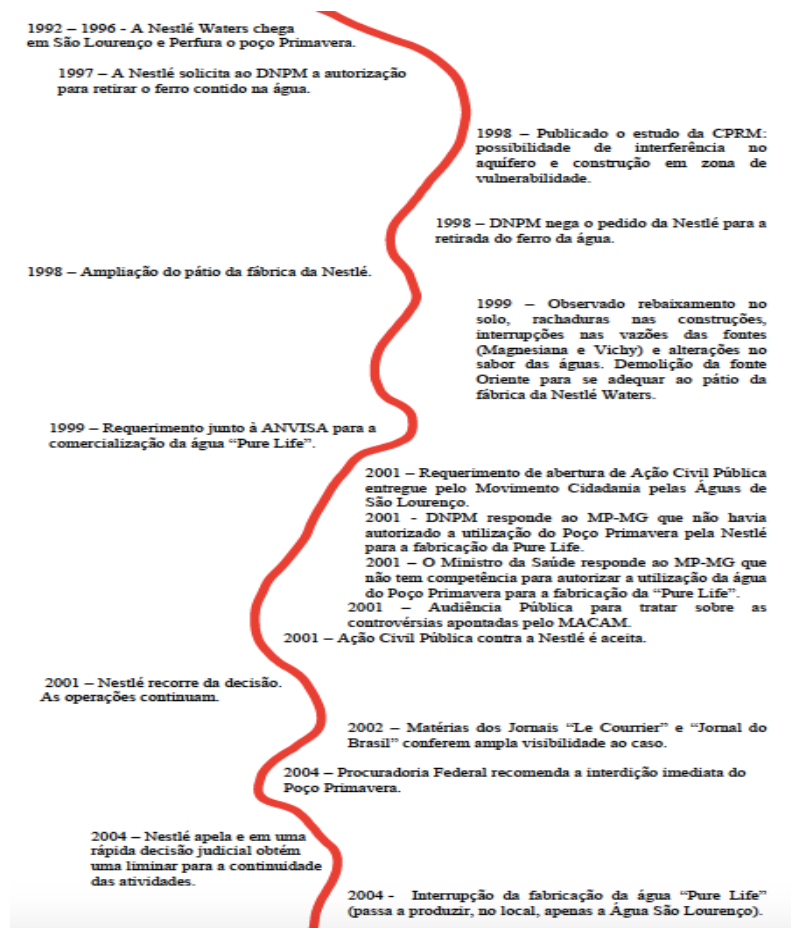 1992 – 1996 - A Nestlé Waters chega
em São Lourenço e Perfura o poço Primavera.
1997 – A Nestlé solicita ao DNPM a autorização
para retirar o ferro contido na água.
1998 – Publicado o estudo da CPRM:
possibilidade de interferência no
aquífero e construção em zona de
vulnerabilidade.
1998 – DNPM nega o pedido da Nestlé para a
retirada do ferro da água.
1998 – Ampliação do pátio da fábrica da Nestlé.
1999 – Observado rebaixamento no
solo, rachaduras nas construções,
interrupções nas vazões das fontes
(Magnesiana e Vichy) e alterações no
sabor das águas. Demolição da fonte
Oriente para se adequar ao pátio da
fábrica da Nestlé Waters.
1999 – Requerimento junto à ANVISA para a
comercialização da água “Pure Life”.
2001 – Requerimento de abertura de Ação Civil Pública
entregue pelo Movimento Cidadania pelas Águas de
São Lourenço.
2001 - DNPM responde ao MP-MG que não havia
autorizado a utilização do Poço Primavera pela Nestlé
para a fabricação da Pure Life.
2001 – O Ministro da Saúde responde ao MP-MG que
não tem competência para autorizar a utilização da água
do Poço Primavera para a fabricação da “Pure Life”.
2001 – Audiência Pública para tratar sobre as
controvérsias apontadas pelo MACAM.
2001 – Ação Civil Pública contra a Nestlé é aceita.
2001 – Nestlé recorre da decisão.
As operações continuam.
2002 – Matérias dos Jornais “Le Courrier” e “Jornal do
Brasil” conferem ampla visibilidade ao caso.
2004 – Procuradoria Federal recomenda a interdição imediata do
Poço Primavera.
2004 – Nestlé apela e em uma
rápida decisão judicial obtém
uma liminar para a continuidade
das atividades.
2004 - Interrupção da fabricação da água “Pure Life”
(passa a produzir, no local, apenas a Água São Lourenço).